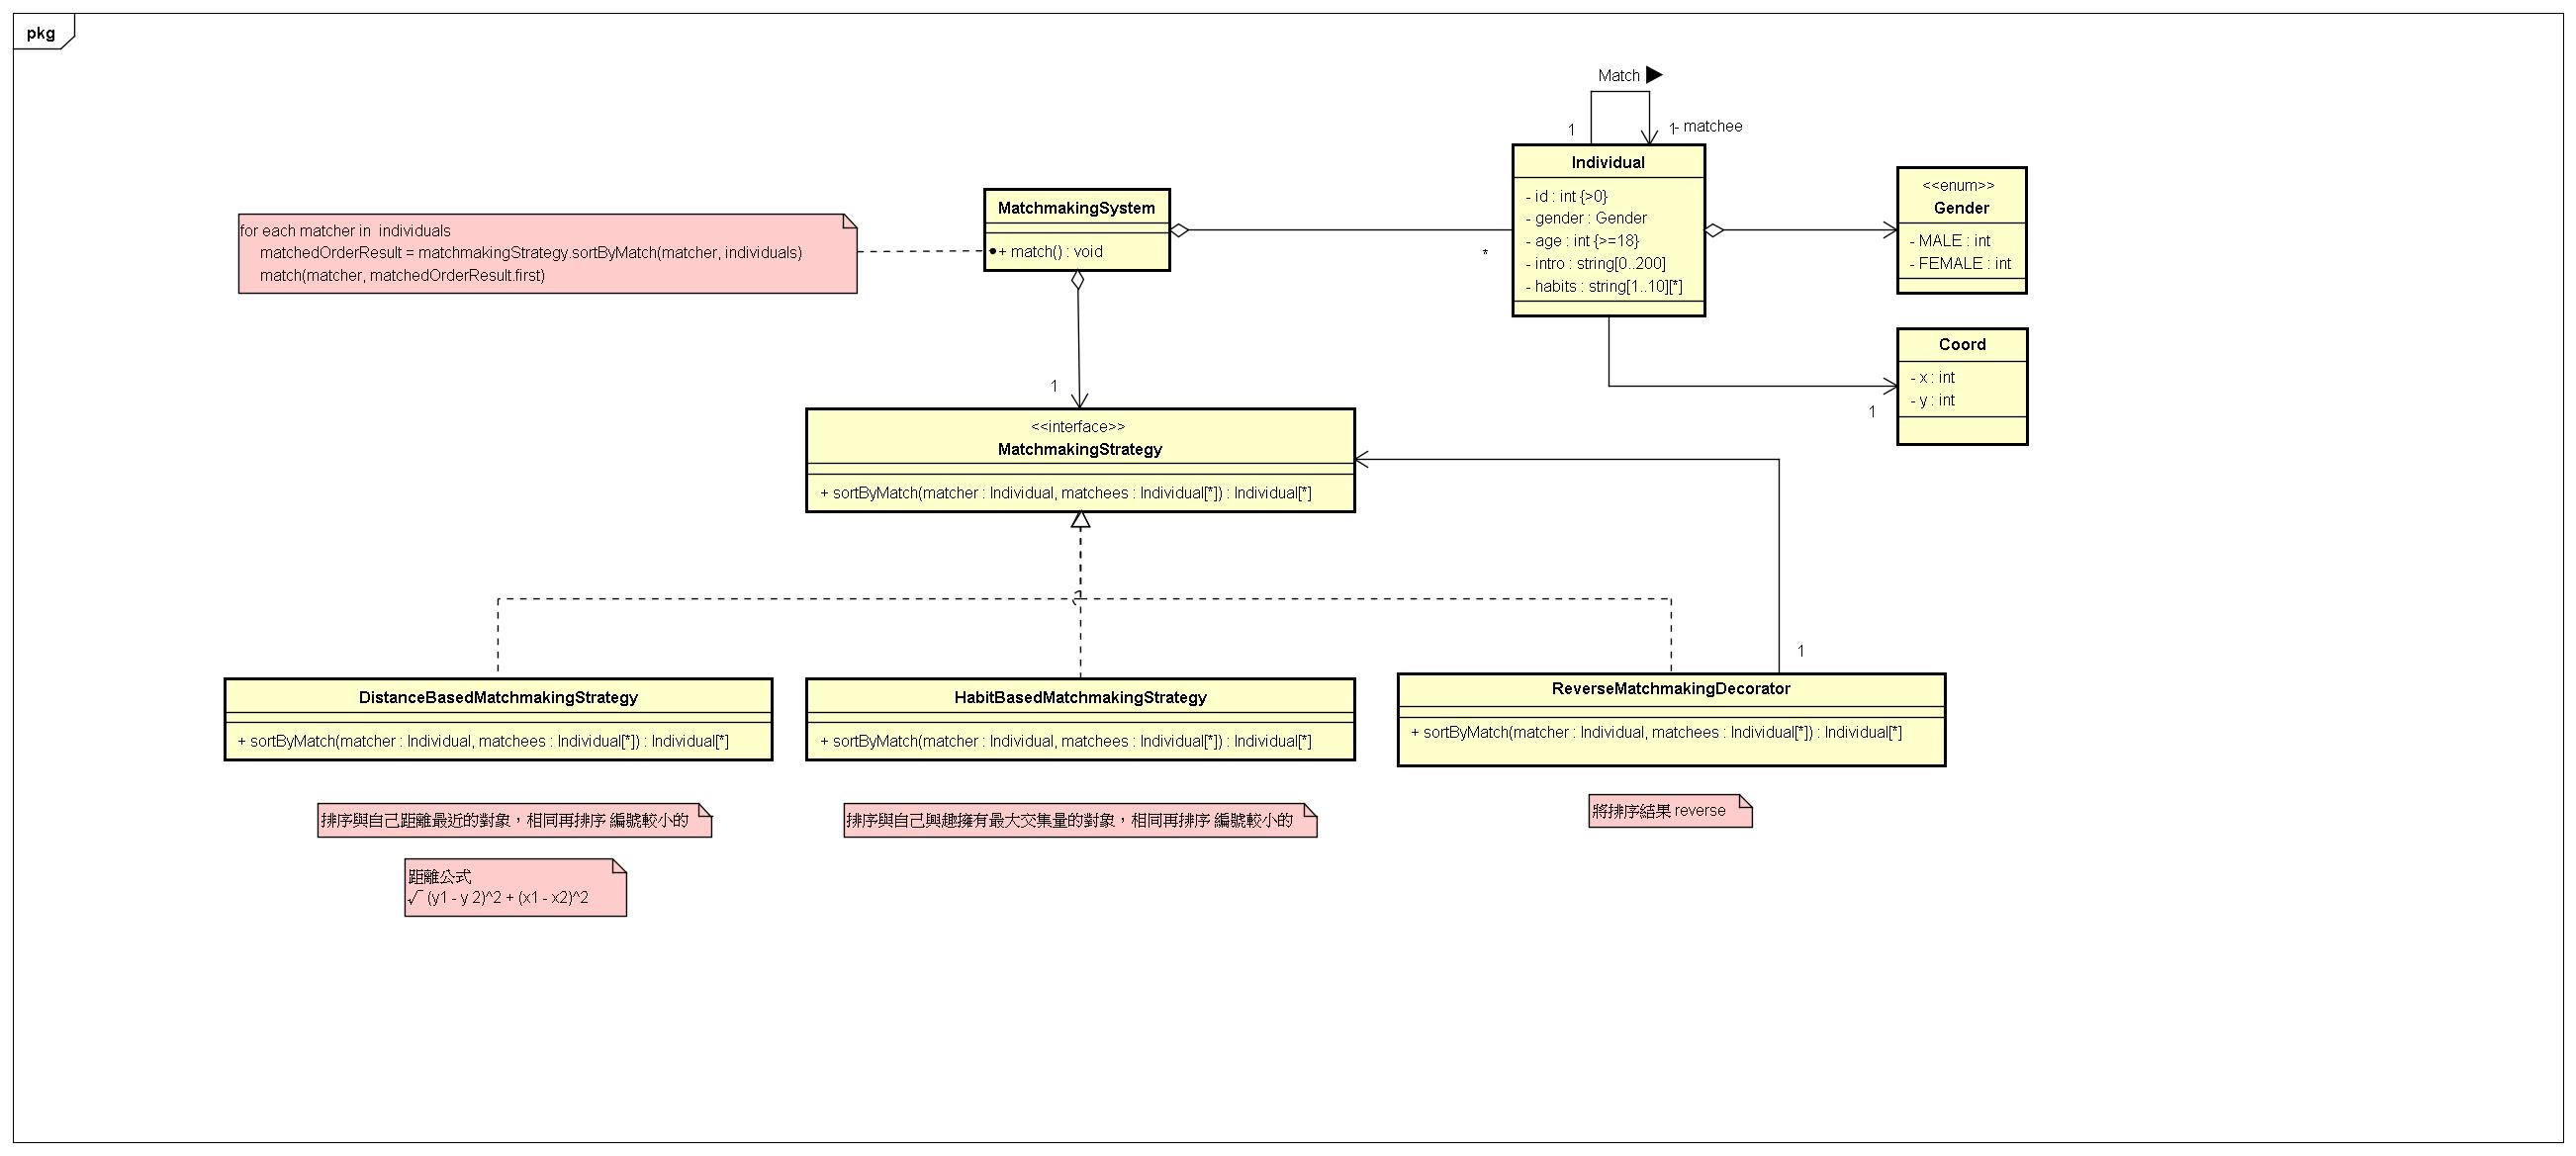 pkg
Match
1
1
- matchee
Individual
- id : int {>0}
- gender : Gender
- age : int {>=18}
- intro : string[0..200]
- habits : string[1..10][*]
<<enum>>
Gender
- MALE : int
- FEMALE : int
MatchmakingSystem
+ match() : void
*
for each matcher in individuals
matchedOrderResult = matchmakingStrategy.sortByMatch(matcher, individuals)
match(matcher, matchedOrderResult.first)
Coord
- x : int
- y : int
1
1
<<interface>>
MatchmakingStrategy
+ sortByMatch(matcher : Individual, matchees : Individual[*]) : Individual[*]
1
DistanceBasedMatchmakingStrategy
+ sortByMatch(matcher : Individual, matchees : Individual[*]) : Individual[*]
HabitBasedMatchmakingStrategy
+ sortByMatch(matcher : Individual, matchees : Individual[*]) : Individual[*]
ReverseMatchmakingDecorator
+ sortByMatch(matcher : Individual, matchees : Individual[*]) : Individual[*]
排序與自己距離最近的對象，相同再排序 編號較小的
排序與自己興趣擁有最大交集量的對象，相同再排序 編號較小的
將排序結果 reverse
距離公式
√ (y1 - y 2)^2 + (x1 - x2)^2